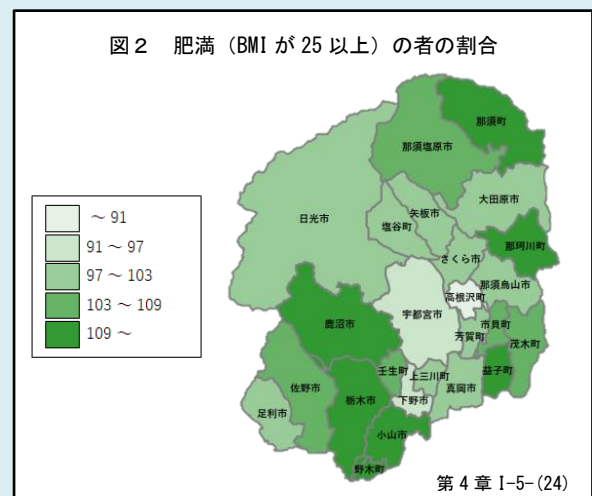 図2 肥満(BMI が 25 以上)の者の割合
～ 91
91 ～ 97
97 ～ 103
103 ～ 109
109 ～
那須町
那須塩原市
大田原市
日光市
矢板市
塩谷町
那珂川町
さくら市
那須烏山市
高根沢町
宇都宮市
鹿沼市
市貝町
芳賀町
茂木町
壬生町
上三川町
益子町
佐野市
真岡市
栃木市
下野市
足利市
小山市
野木町
第 4 章 I-5-(24)